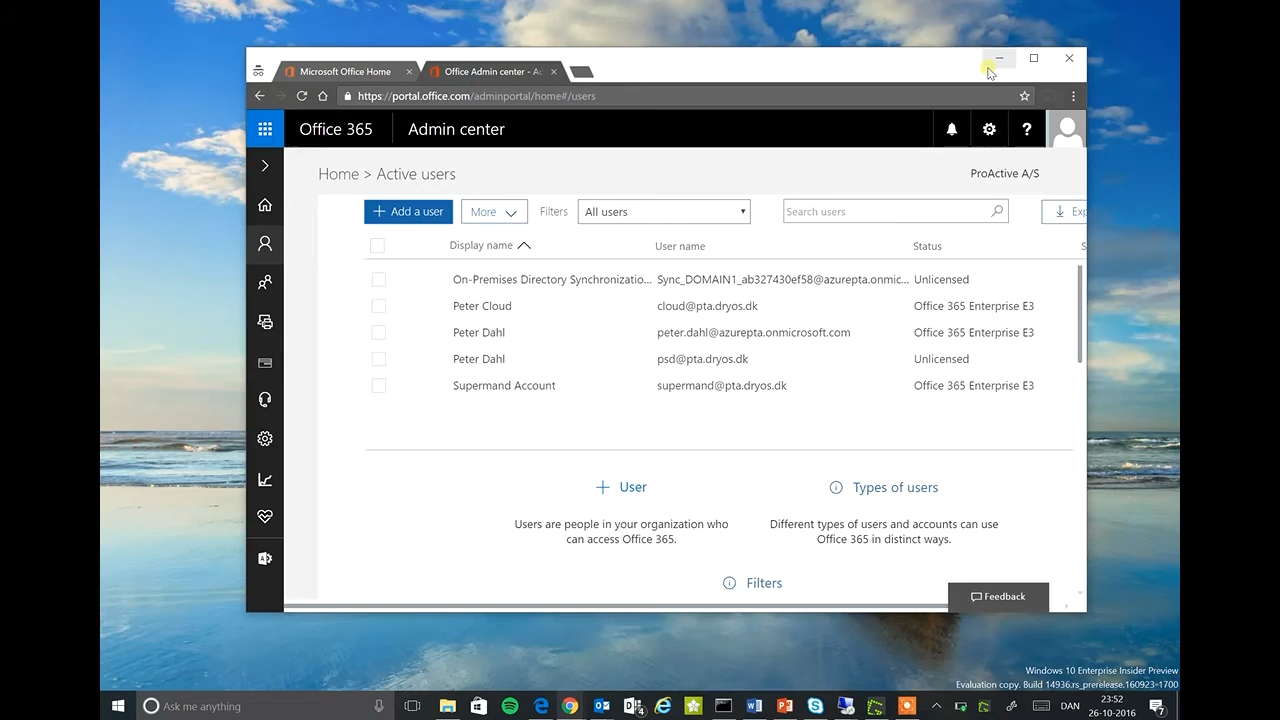 Microsoft Office Home
Office Admin center - Ac
https://portal.office.com/adminportal/home#/users
Office 365
Admin center
?
Home > Active users
ProActive A/S
Add a user
More
Filters
All users
Search users
Exp
Display name
User name
Status
S
On-Premises Directory Synchronizatio...
Sync_DOMAIN1_ab327430ef58@azurepta.onmic...
Unlicensed
Peter Cloud
cloud@pta.dryos.dk
Office 365 Enterprise E3
Peter Dahl
peter.dahl@azurepta.onmicrosoft.com
Office 365 Enterprise E3
Peter Dahl
psd@pta.dryos.dk
Unlicensed
Supermand Account
supermand@pta.dryos.dk
Office 365 Enterprise E3
User
Types of users
Users are people in your organization who
can access Office 365.
Different types of users and accounts can use
Office 365 in distinct ways.
Filters
Feedback
Windows 10 Enterprise Insider Preview
Evaluation copy. Build 14936.rs_prerelease.160923-1700
Ask me anything
4
DAN
23:52
26-10-2016
7